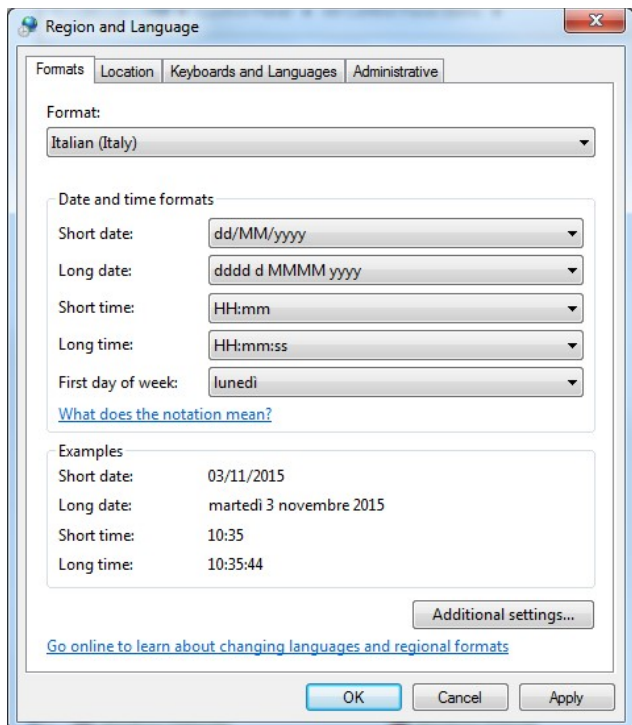 Region and Language
Formats Location Keyboards and Languages Administrative
Format:
Italian (Italy)
Date and time formats
Short date: dd/MM/yyyy
Long date: dddd d MMMM yyyy
Short time: HH:mm
Long time: HH:mm:ss
First day of week: lunedì
What does the notation mean?
Examples
Short date: 03/11/2015
Long date: martedì 3 novembre 2015
Short time: 10:35
Long time: 10:35:44
Additional settings...
Go online to learn about changing languages and regional formats
OK Cancel Apply